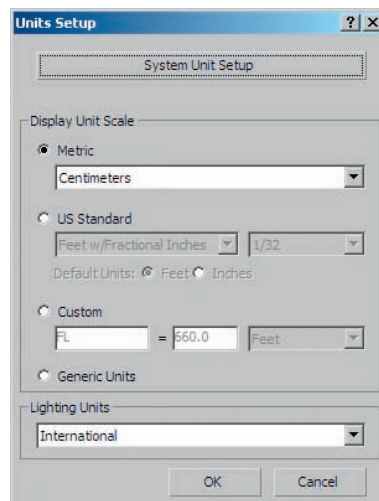 Units Setup
System Unit Setup
Display Unit Scale
Metric
Centimeters
US Standard
Feet w/Fractional Inches 1/32
Default Units: Feet Inches
Custom
FL = 660.0 Feet
Generic Units
Lighting Units
International
OK Cancel